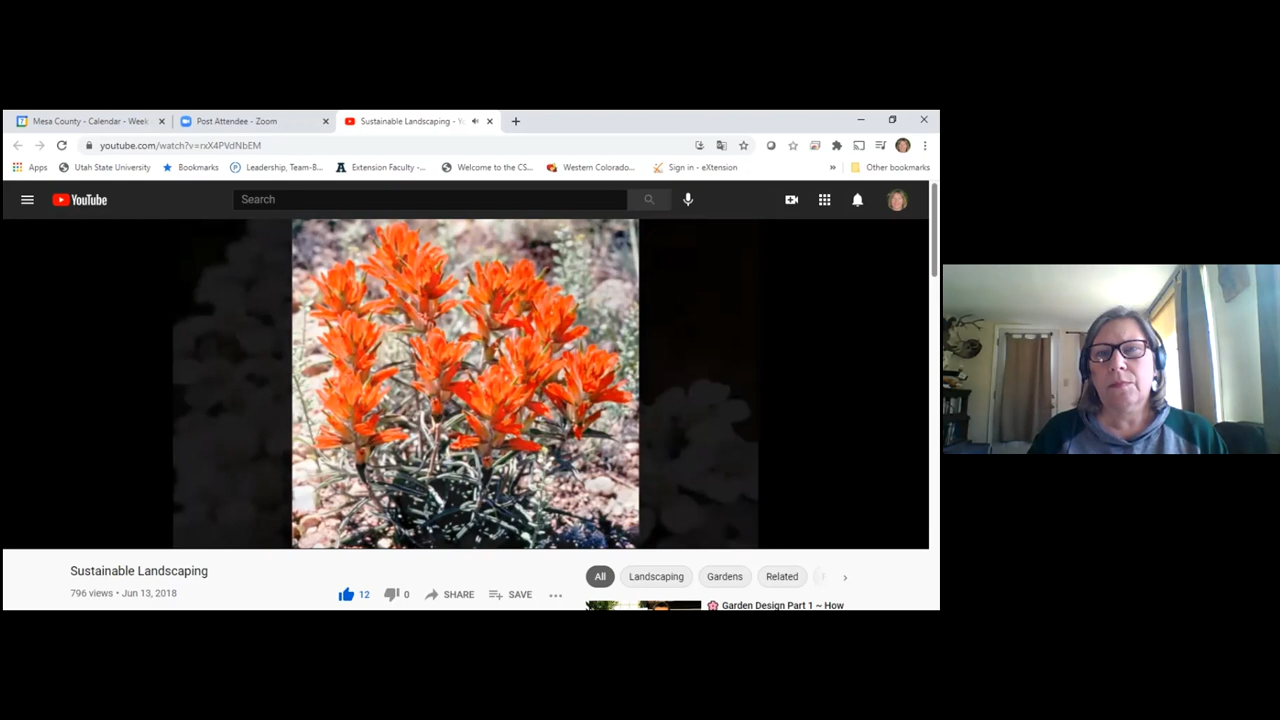 Mesa County - Calendar - Week
Post Attendee - Zoom
Sustainable Landscaping - Yo
youtube.com/watch?v=rxX4PVdNbEM
Apps
Utah State University
Bookmarks
Leadership, Team-B...
Extension Faculty -...
Welcome to the CS...
Western Colorado...
Sign in - eXtension
»
Other bookmarks
YouTube
Search
Sustainable Landscaping
796 views • Jun 13, 2018
12
0
SHARE
SAVE
All
Landscaping
Gardens
Related
Garden Design Part 1 ~ How